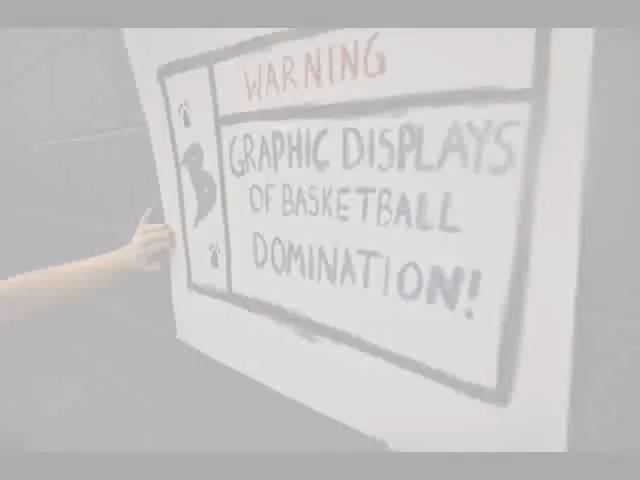 WARNING
B
GRAPHIC DISPLAYS
OF BASKETBALL
DOMINATION!